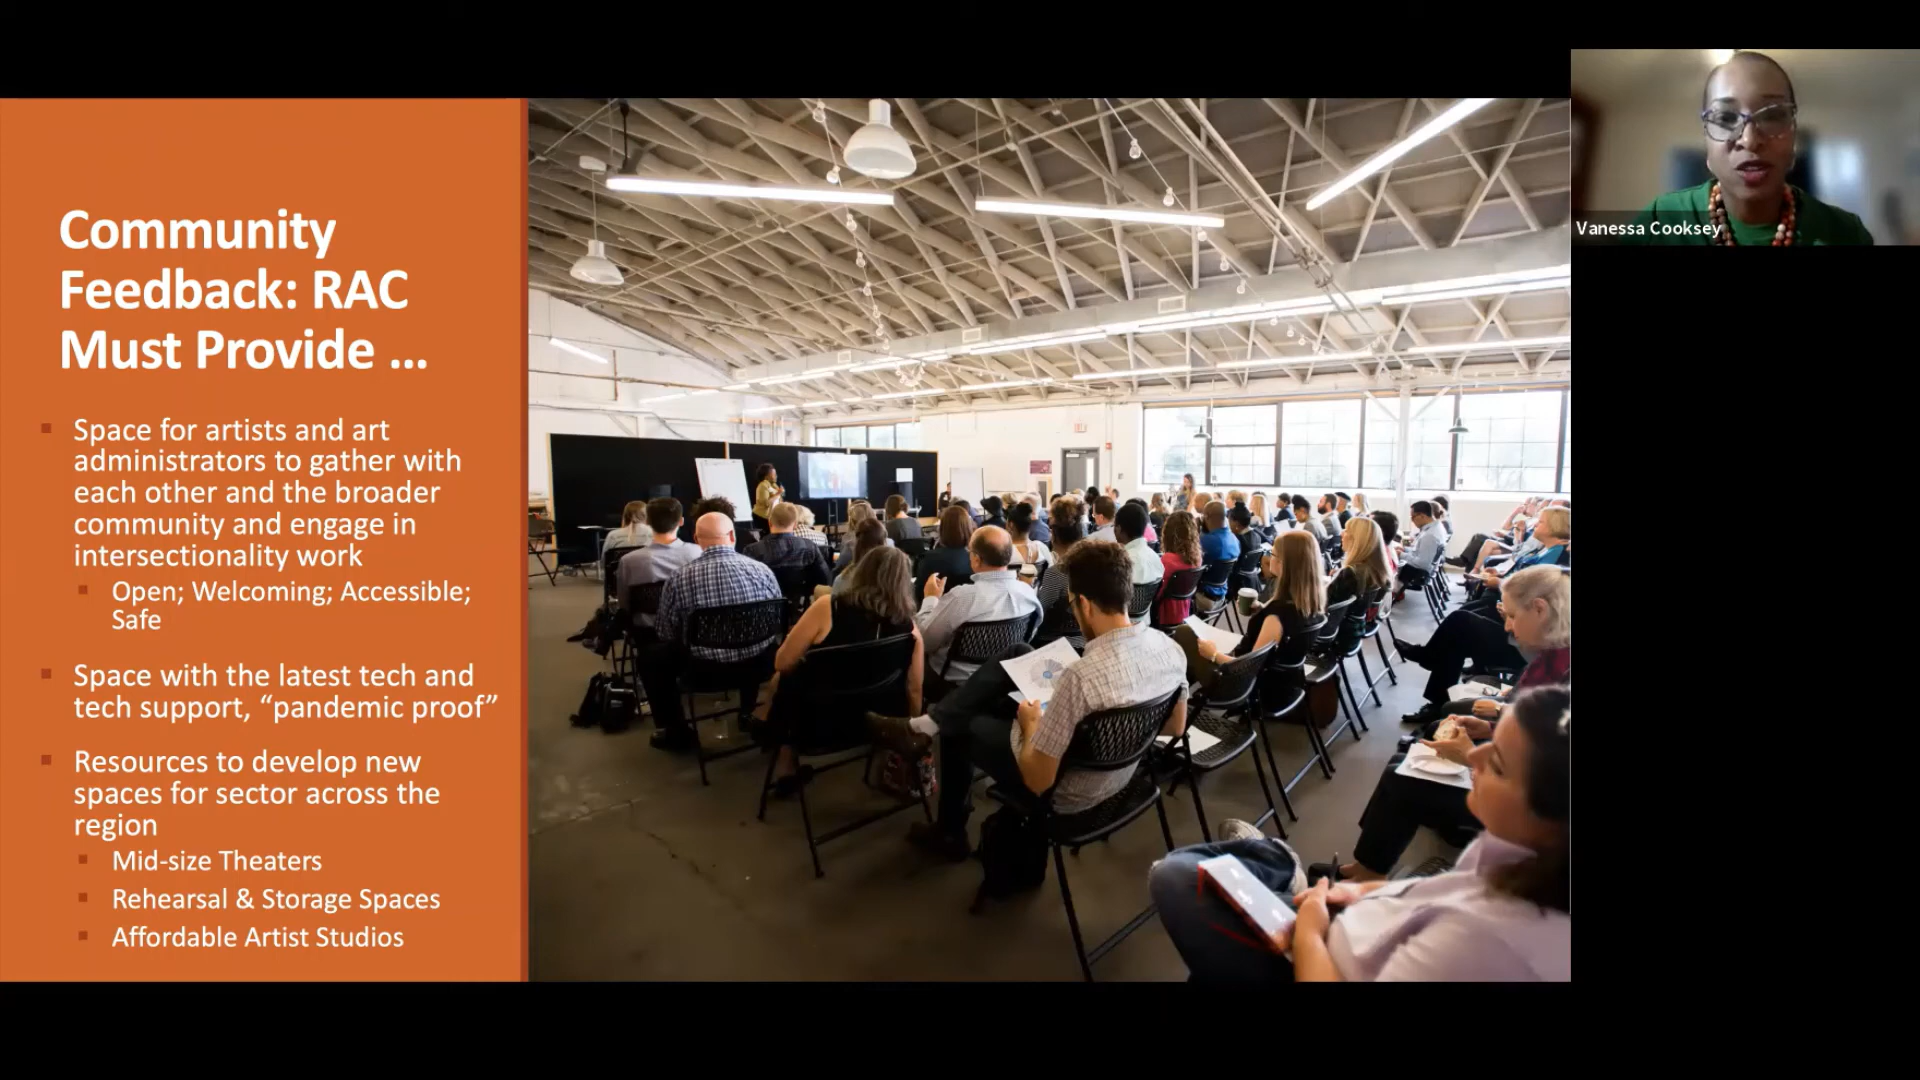 Community
Feedback: RAC
Must Provide ...
Space for artists and art
administrators to gather with
each other and the broader
community and engage in
intersectionality work
Open; Welcoming; Accessible;
Safe
Space with the latest tech and
tech support, “pandemic proof”
Resources to develop new
spaces for sector across the
region
Mid-size Theaters
Rehearsal & Storage Spaces
Affordable Artist Studios
Vanessa Cooksey